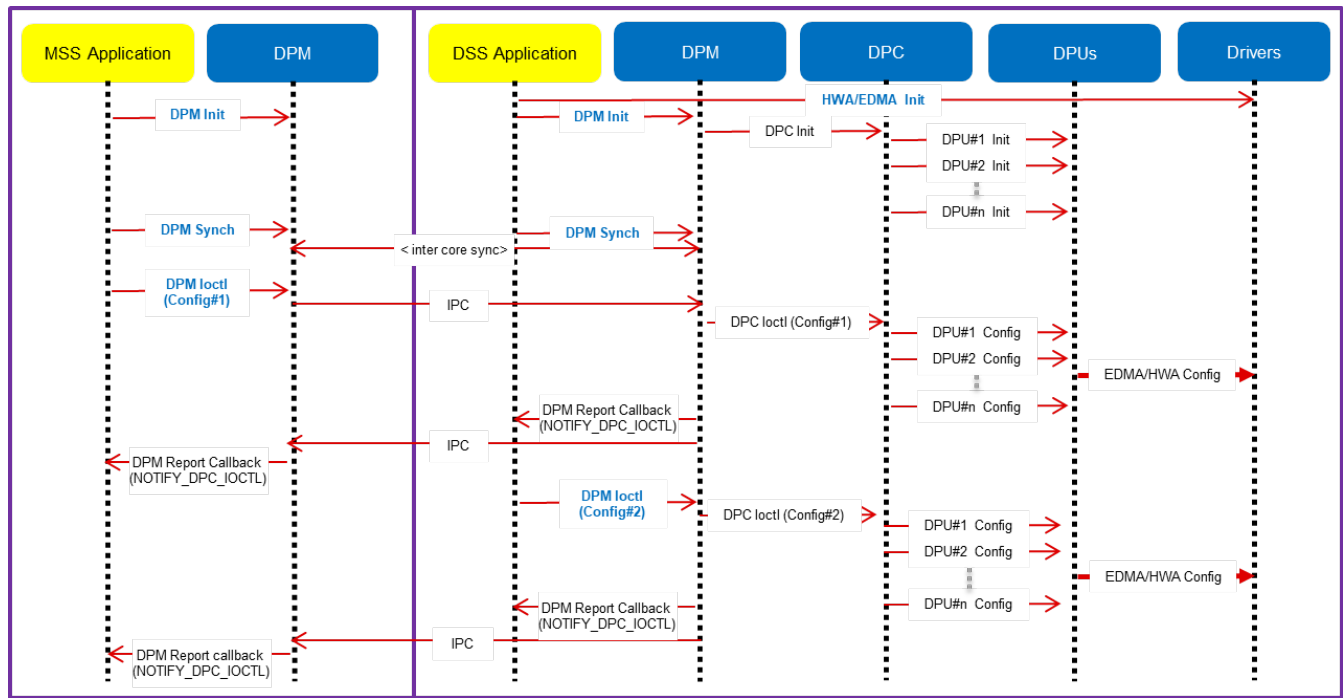 MSS Application
DPM
DSS Application
DPM
DPC
DPUs
Drivers
HWA/EDMA Init
DPM Init
DPM Init
DPC Init
DPU#1 Init
DPU#2 Init
DPU#n Init
DPM Synch
DPM Synch
< inter core sync>
DPM Ioctl
(Config#1)
IPC
DPC Ioctl (Config#1)
DPU#1 Config
DPU#2 Config
EDMA/HWA Config
DPU#n Config
DPM Report Callback
(NOTIFY_DPC_IOCTL)
IPC
DPM Report Callback
(NOTIFY_DPC_IOCTL)
DPM Ioctl
(Config#2)
DPC Ioctl (Config#2)
DPU#1 Config
DPU#2 Config
EDMA/HWA Config
DPU#n Config
DPM Report Callback
(NOTIFY_DPC_IOCTL)
IPC
DPM Report callback
(NOTIFY_DPC_IOCTL)